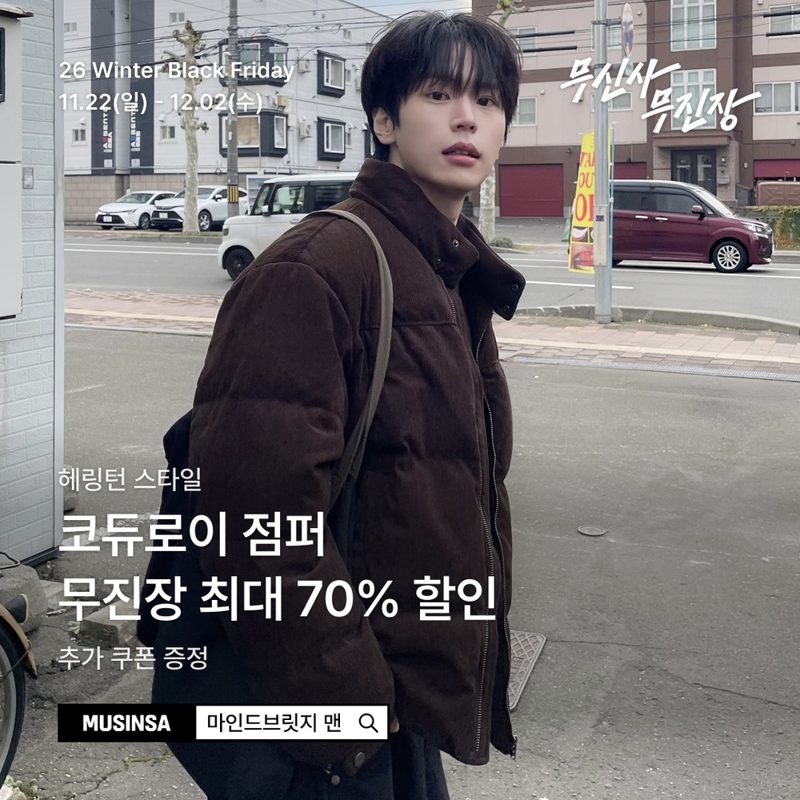 26 Winter Black Friday
11.22(일) - 12.02(수)
무신사
무진장
헤링턴 스타일
코듀로이 점퍼
무진장 최대 70% 할인
추가 쿠폰 증정
MUSINSA 마인드브릿지 맨